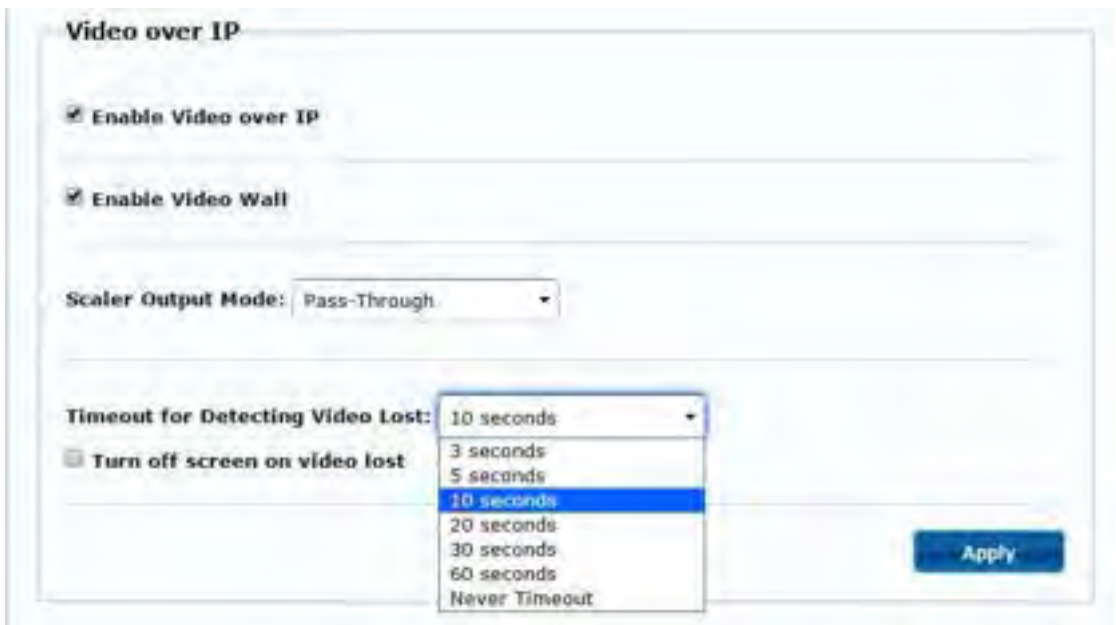 Video over IP
Enable Video over IP
Enable Video Wall
Scaler Output Mode: Pass-Through
Timeout for Detecting Video Lost: 10 seconds
Turn off screen on video lost
3 seconds
5 seconds
10 seconds
20 seconds
30 seconds
60 seconds
Never Timeout
Apply